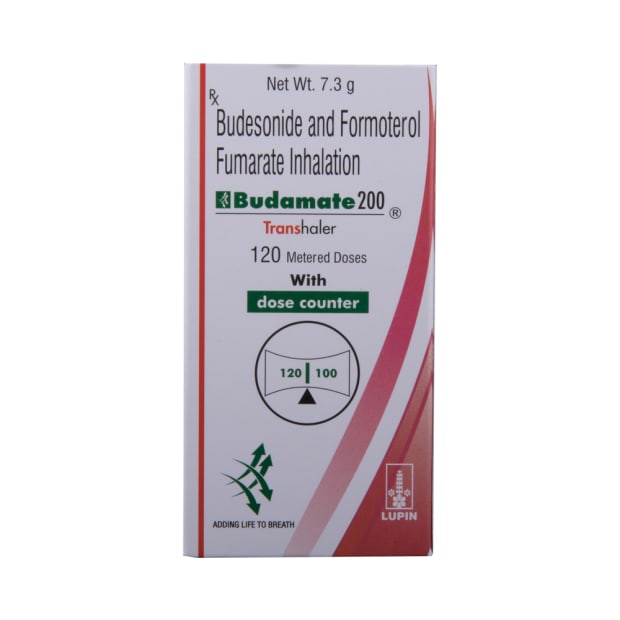 Net Wt. 7.3 g
Rx
Budesonide and Formoterol
Fumarate Inhalation
Budamate 200 ®
Transhaler
120 Metered Doses
With
dose counter
120 100
ADDING LIFE TO BREATH
LUPIN